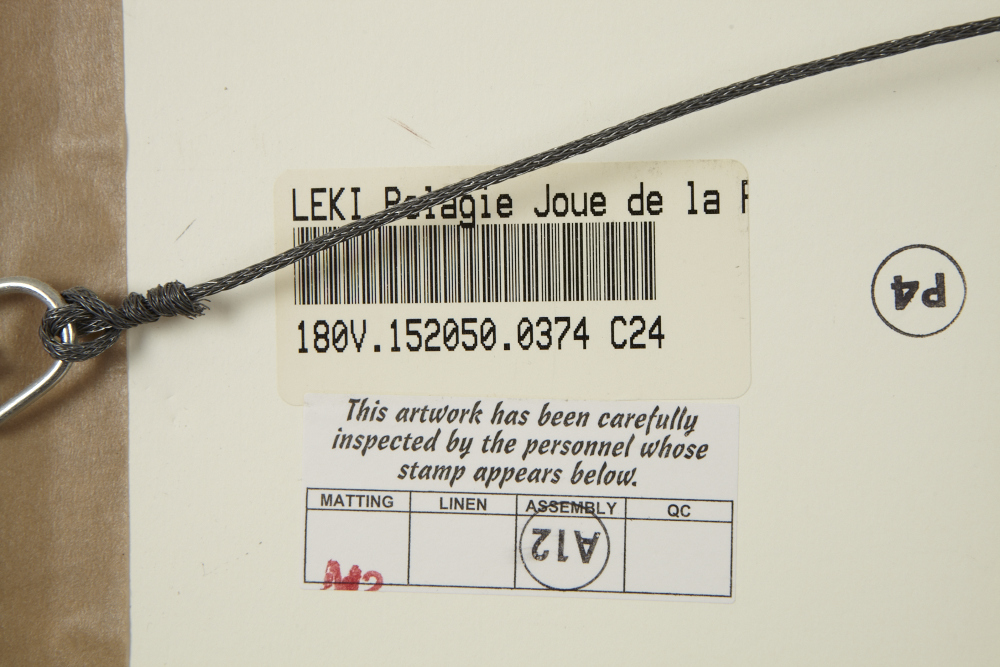 LEKI Pelagie Joue de la
180V.152050.0374 C24
P4
This artwork has been carefully
inspected by the personnel whose
stamp appears below.
MATTING LINEN ASSEMBLY QC
A12